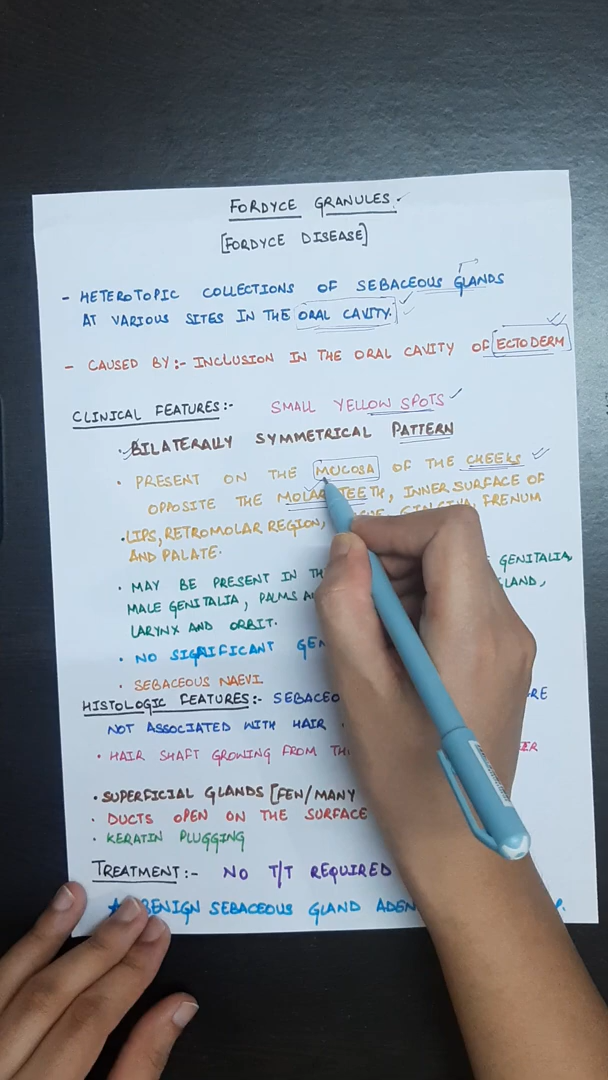 FORDYCE GRANULES.
[FORDYCE DISEASE]
- HETEROTOPIC COLLECTIONS OF SEBACEOUS GLANDS
AT VARIOUS SITES IN THE ORAL CAVITY.
- CAUSED BY:- INCLUSION IN THE ORAL CAVITY OF ECTODERM
CLINICAL FEATURES:- SMALL YELLOW SPOTS
• BILATERALLY SYMMETRICAL PATTERN
• PRESENT ON THE MUCOSA OF THE CHEEKS
OPPOSITE THE MOLAR TEETH, INNER SURFACE OF
• LIPS, RETROMOLAR REGION, GINGIVA, FRENUM
AND PALATE.
• MAY BE PRESENT IN GENITALIA,
MALE GENITALIA, PALMS
LARYNX AND ORBIT.
• NO SIGNIFICANT
• SEBACEOUS NAEVI
HISTOLOGIC FEATURES:-
NOT ASSOCIATED WITH HAIR
• HAIR SHAFT GROWING FROM
• SUPERFICIAL GLANDS [FEN/MANY
• DUCTS OPEN ON THE SURFACE
• KERATIN PLUGGING
TREATMENT:- NO T/T REQUIRED
BENIGN SEBACEOUS GLAND